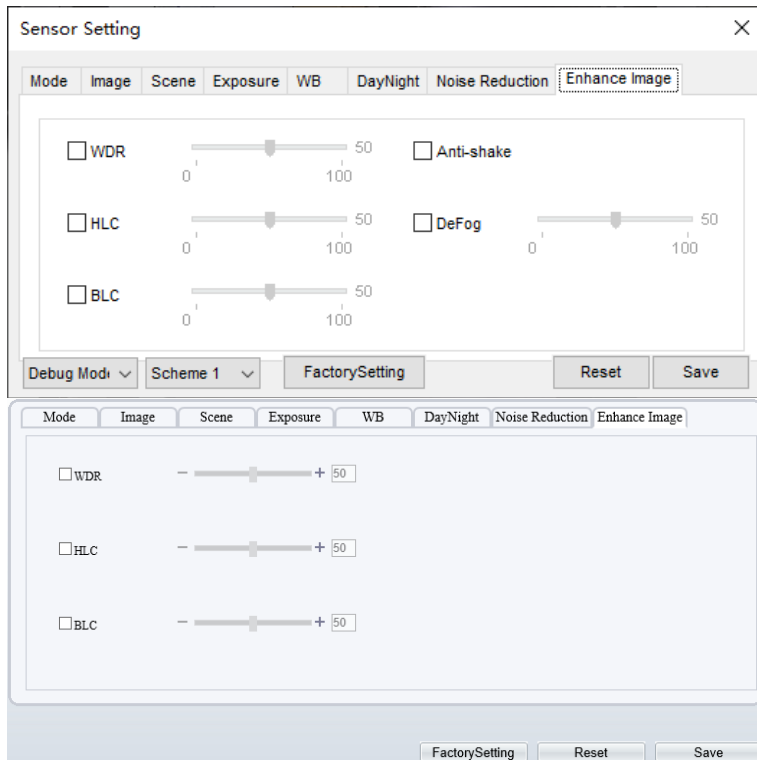 Sensor Setting
Mode Image Scene Exposure WB DayNight Noise Reduction Enhance Image
WDR 50 Anti-shake
0 100
HLC 50 DeFog 50
0 100 0 100
BLC 50
0 100
Debug Mode Scheme 1 FactorySetting Reset Save
Mode Image Scene Exposure WB DayNight Noise Reduction Enhance Image
WDR − + 50
HLC − + 50
BLC − + 50
FactorySetting Reset Save